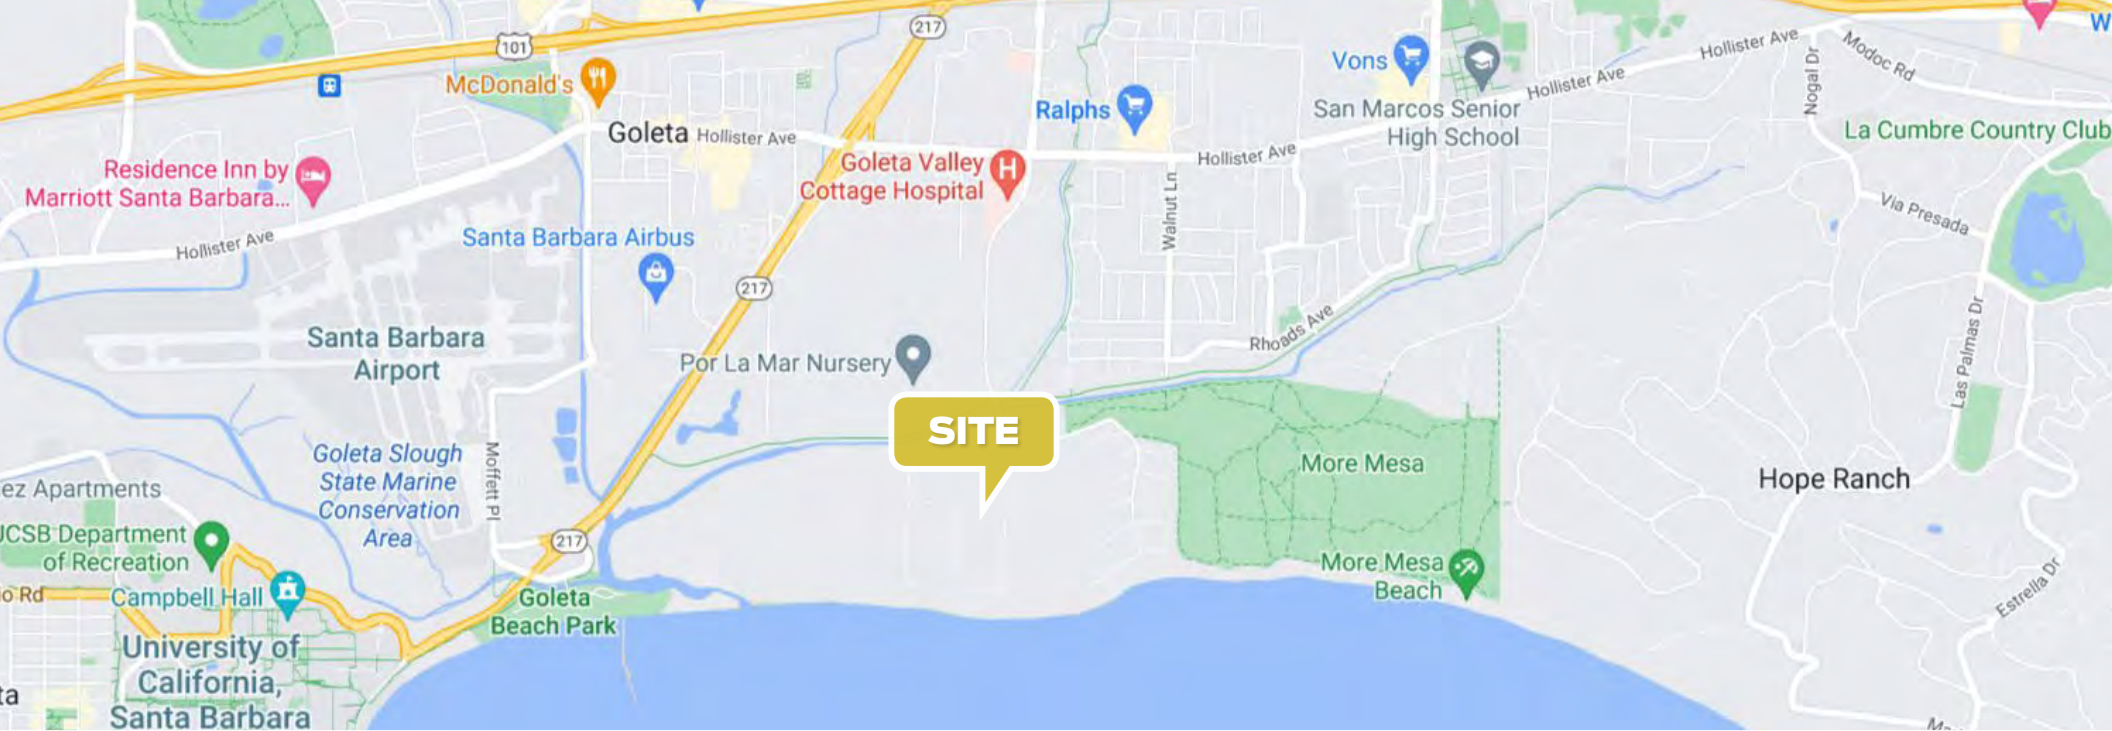 101
217
McDonald's
Goleta
Hollister Ave
Ralphs
Vons
San Marcos Senior
High School
Hollister Ave
Hollister Ave
Modoc Rd
Nogal Dr
La Cumbre Country Club
W
Residence Inn by
Marriott Santa Barbara...
Goleta Valley
Cottage Hospital
Hollister Ave
Walnut Ln
Via Presada
Hollister Ave
Santa Barbara Airbus
217
Santa Barbara
Airport
Por La Mar Nursery
Rhoads Ave
Las Palmas Dr
SITE
Goleta Slough
State Marine
Conservation
Area
Moffett Pl
More Mesa
Hope Ranch
ez Apartments
UCSB Department
of Recreation
217
More Mesa
Beach
io Rd
Campbell Hall
Goleta
Beach Park
Estrella Dr
University of
California,
Santa Barbara
ta